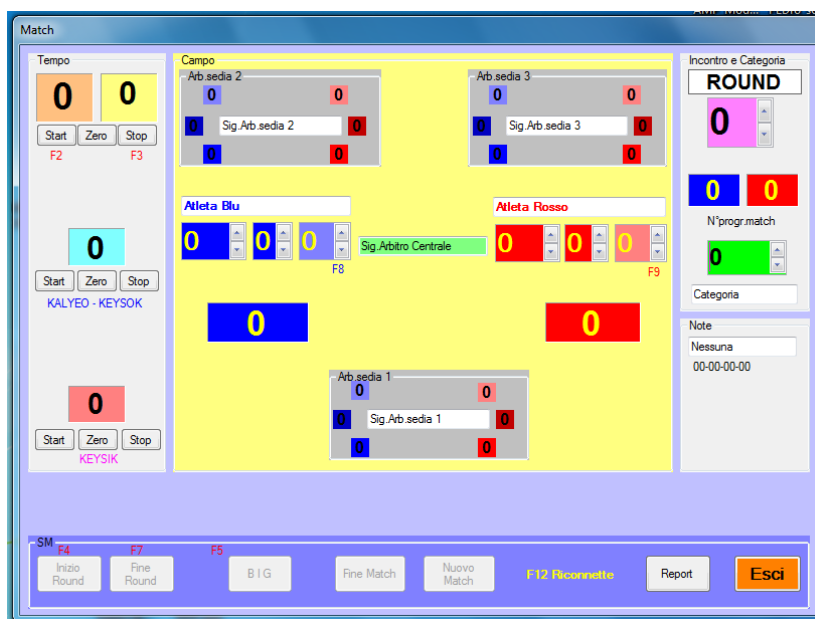 Match
Tempo
0 0
Start Zero Stop
F2 F3
0
Start Zero Stop
KALYEO - KEYSOK
0
Start Zero Stop
KEYSIK
Campo
Arb.sedia 2
0 0
0 Sig.Arb.sedia 2 0
0 0
Arb.sedia 3
0 0
0 Sig.Arb.sedia 3 0
0 0
Atleta Blu
0 0 0
F8
Sig.Arbitro Centrale
Atleta Rosso
0 0 0
F9
0 0
Arb.sedia 1
0 0
0 Sig.Arb.sedia 1 0
0 0
Incontro e Categoria
ROUND
0
0 0
N°progr.match
0
Categoria
Note
Nessuna
00-00-00-00
SM
F4 F7 F5
Inizio Round
Fine Round
B I G
Fine Match
Nuovo Match
F12 Riconnette
Report
Esci